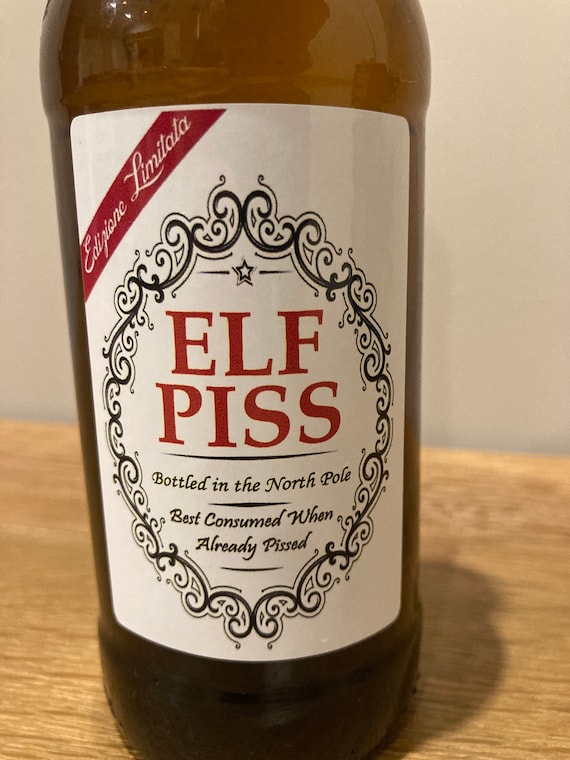 Edizione Limitata
ELF
PISS
Bottled in the North Pole
Best Consumed When
Already Pissed